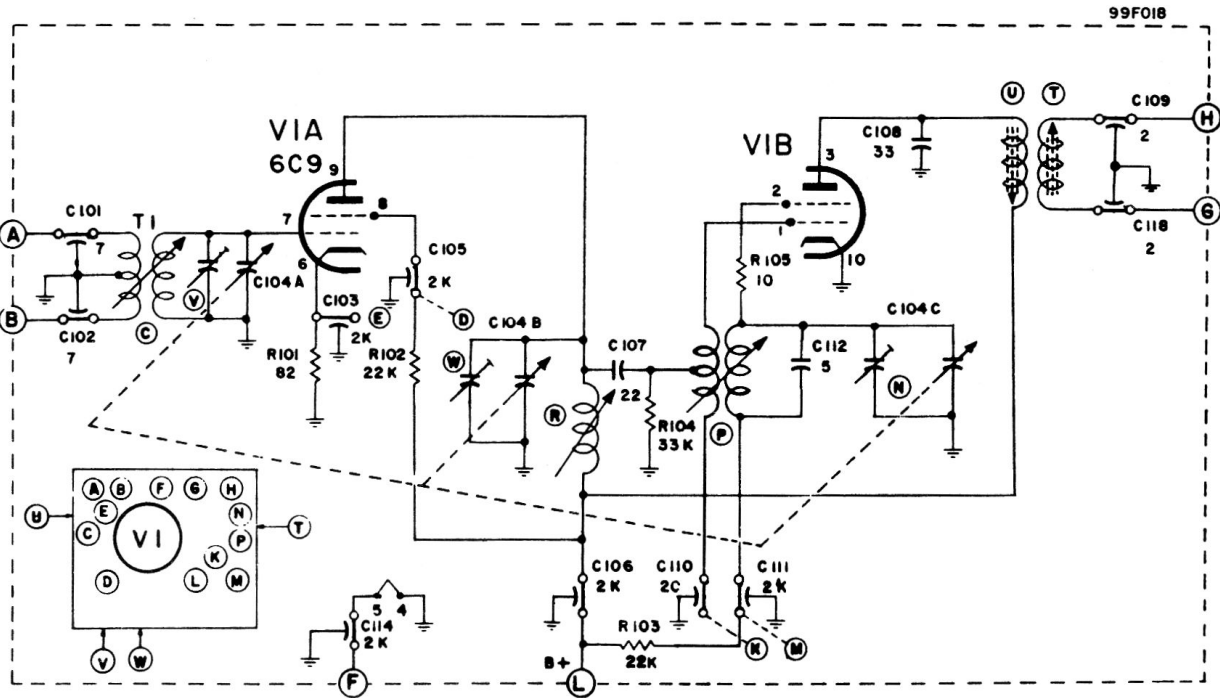 99F018
V1A
6C9
9
8
7
6
V1B
3
2
1
10
C108
33
U
T
C109
2
H
G
C118
2
A
B
C101
7
C102
7
T1
C
V
C104A
C103
2K
E
R101
82
C105
2K
D
R102
22K
W
C104B
R
C107
22
R104
33K
R105
10
P
C112
5
C104C
N
A B F G H
E N
C V1 P
K
D L M
U
T
V W
5 4
C114
2K
F
C106
2K
B+
L
R103
22K
C110
2C
C111
2K
K M